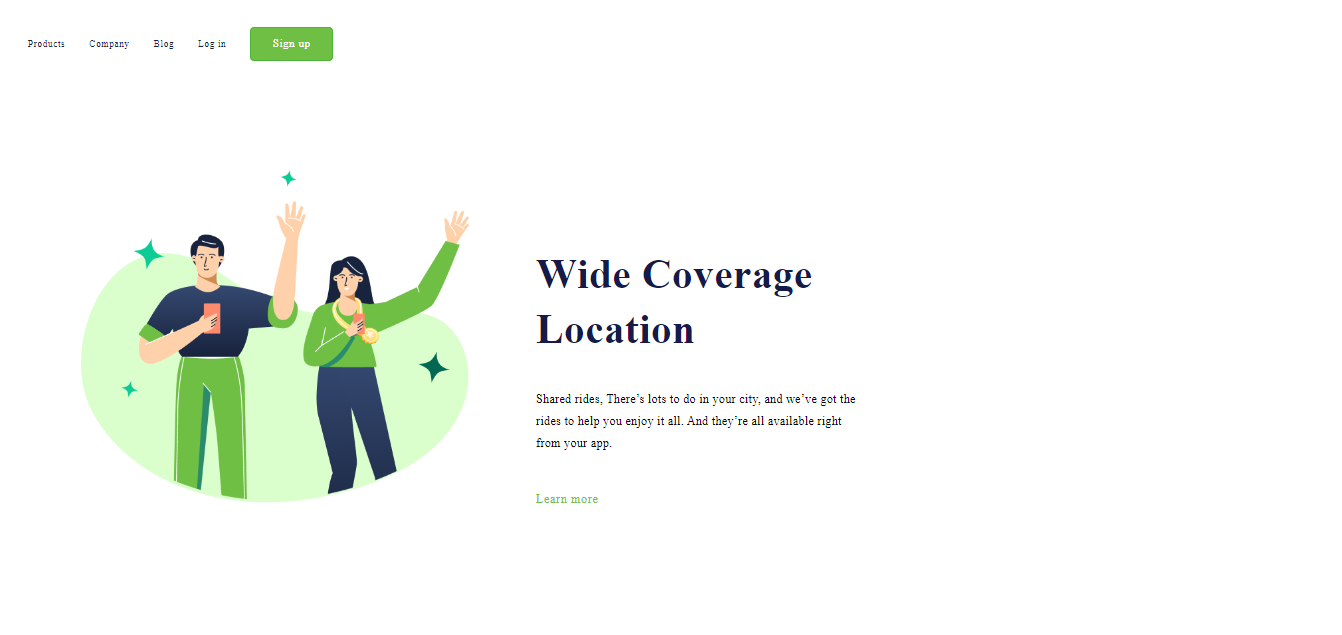 Products Company Blog Log in Sign up
Wide Coverage
Location
Shared rides, There’s lots to do in your city, and we’ve got the
rides to help you enjoy it all. And they’re all available right
from your app.
Learn more